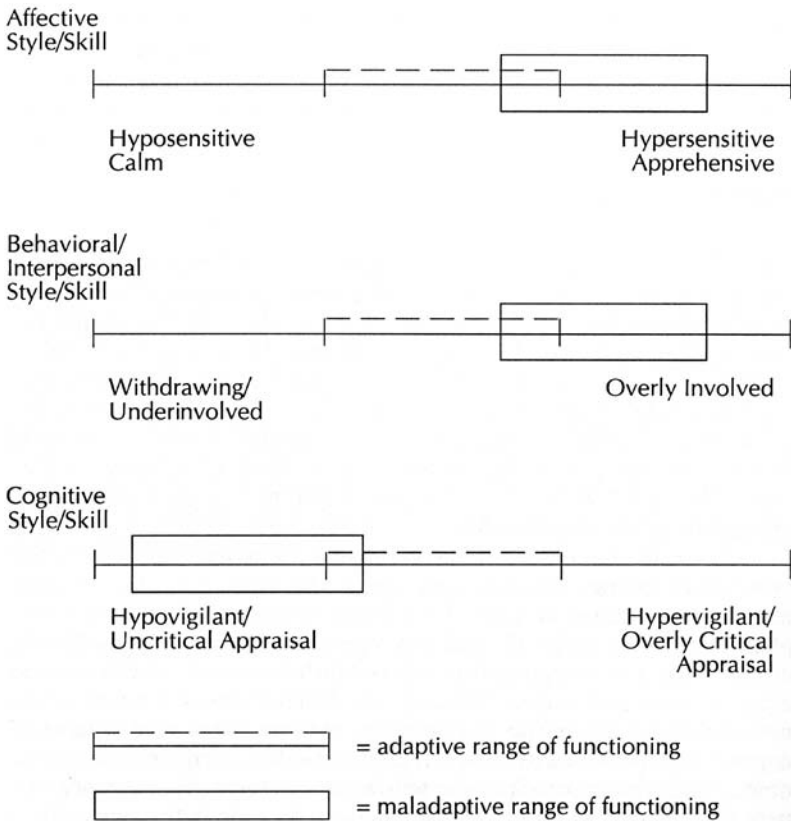 Affective
Style/Skill
Hyposensitive
Calm
Hypersensitive
Apprehensive
Behavioral/
Interpersonal
Style/Skill
Withdrawing/
Underinvolved
Overly Involved
Cognitive
Style/Skill
Hypovigilant/
Uncritical Appraisal
Hypervigilant/
Overly Critical
Appraisal
= adaptive range of functioning
= maladaptive range of functioning